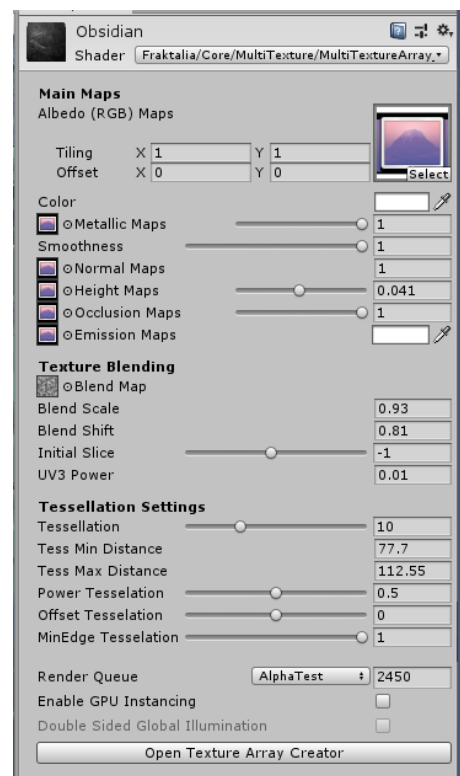 Obsidian
Shader Fraktalia/Core/MultiTexture/MultiTextureArray_
Main Maps
Albedo (RGB) Maps
Tiling X 1 Y 1
Offset X 0 Y 0
Select
Color
Metallic Maps 1
Smoothness 1
Normal Maps 1
Height Maps 0.041
Occlusion Maps 1
Emission Maps
Texture Blending
Blend Map
Blend Scale 0.93
Blend Shift 0.81
Initial Slice -1
UV3 Power 0.01
Tessellation Settings
Tessellation 10
Tess Min Distance 77.7
Tess Max Distance 112.55
Power Tesselation 0.5
Offset Tesselation 0
MinEdge Tesselation 1
Render Queue AlphaTest 2450
Enable GPU Instancing
Double Sided Global Illumination
Open Texture Array Creator